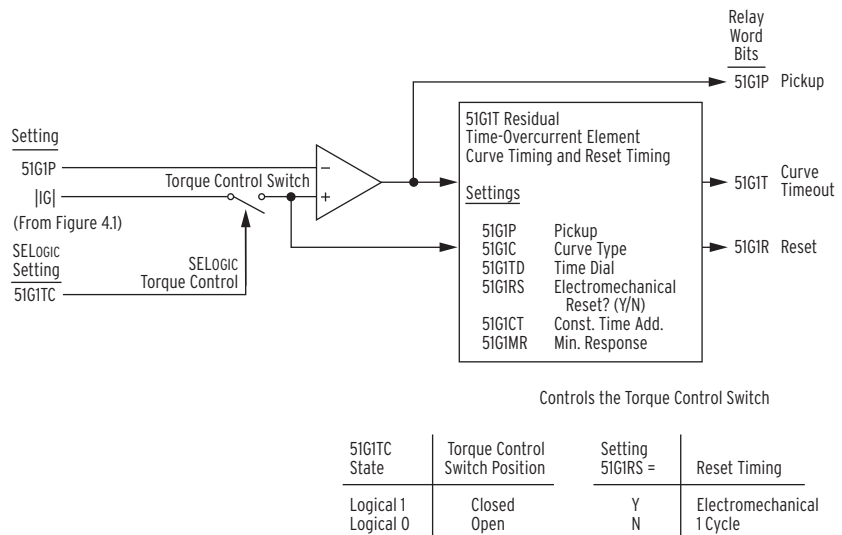 Relay
Word
Bits
51G1P Pickup
51G1T Residual
Time-Overcurrent Element
Curve Timing and Reset Timing
Settings
51G1P Pickup
51G1C Curve Type
51G1TD Time Dial
51G1RS Electromechanical
Reset? (Y/N)
51G1CT Const. Time Add.
51G1MR Min. Response
Setting
51G1P
|IG|
(From Figure 4.1)
SELOGIC
Setting
51G1TC
Torque Control Switch
SELOGIC
Torque Control
−
+
51G1T Curve
Timeout
51G1R Reset
Controls the Torque Control Switch
51G1TC
State
Torque Control
Switch Position
Setting
51G1RS =
Reset Timing
Logical 1 Closed Y Electromechanical
Logical 0 Open N 1 Cycle